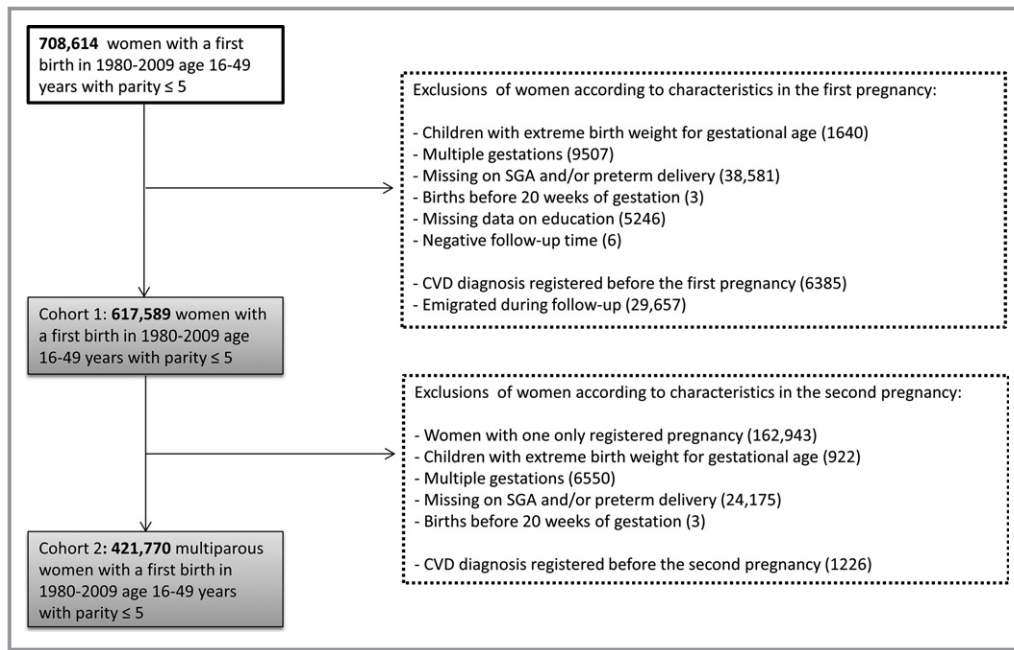 708,614 women with a first
birth in 1980-2009 age 16-49
years with parity ≤ 5
Exclusions of women according to characteristics in the first pregnancy:
- Children with extreme birth weight for gestational age (1640)
- Multiple gestations (9507)
- Missing on SGA and/or preterm delivery (38,581)
- Births before 20 weeks of gestation (3)
- Missing data on education (5246)
- Negative follow-up time (6)
- CVD diagnosis registered before the first pregnancy (6385)
- Emigrated during follow-up (29,657)
Cohort 1: 617,589 women with
a first birth in 1980-2009 age
16-49 years with parity ≤ 5
Exclusions of women according to characteristics in the second pregnancy:
- Women with one only registered pregnancy (162,943)
- Children with extreme birth weight for gestational age (922)
- Multiple gestations (6550)
- Missing on SGA and/or preterm delivery (24,175)
- Births before 20 weeks of gestation (3)
- CVD diagnosis registered before the second pregnancy (1226)
Cohort 2: 421,770 multiparous
women with a first birth in
1980-2009 age 16-49 years
with parity ≤ 5